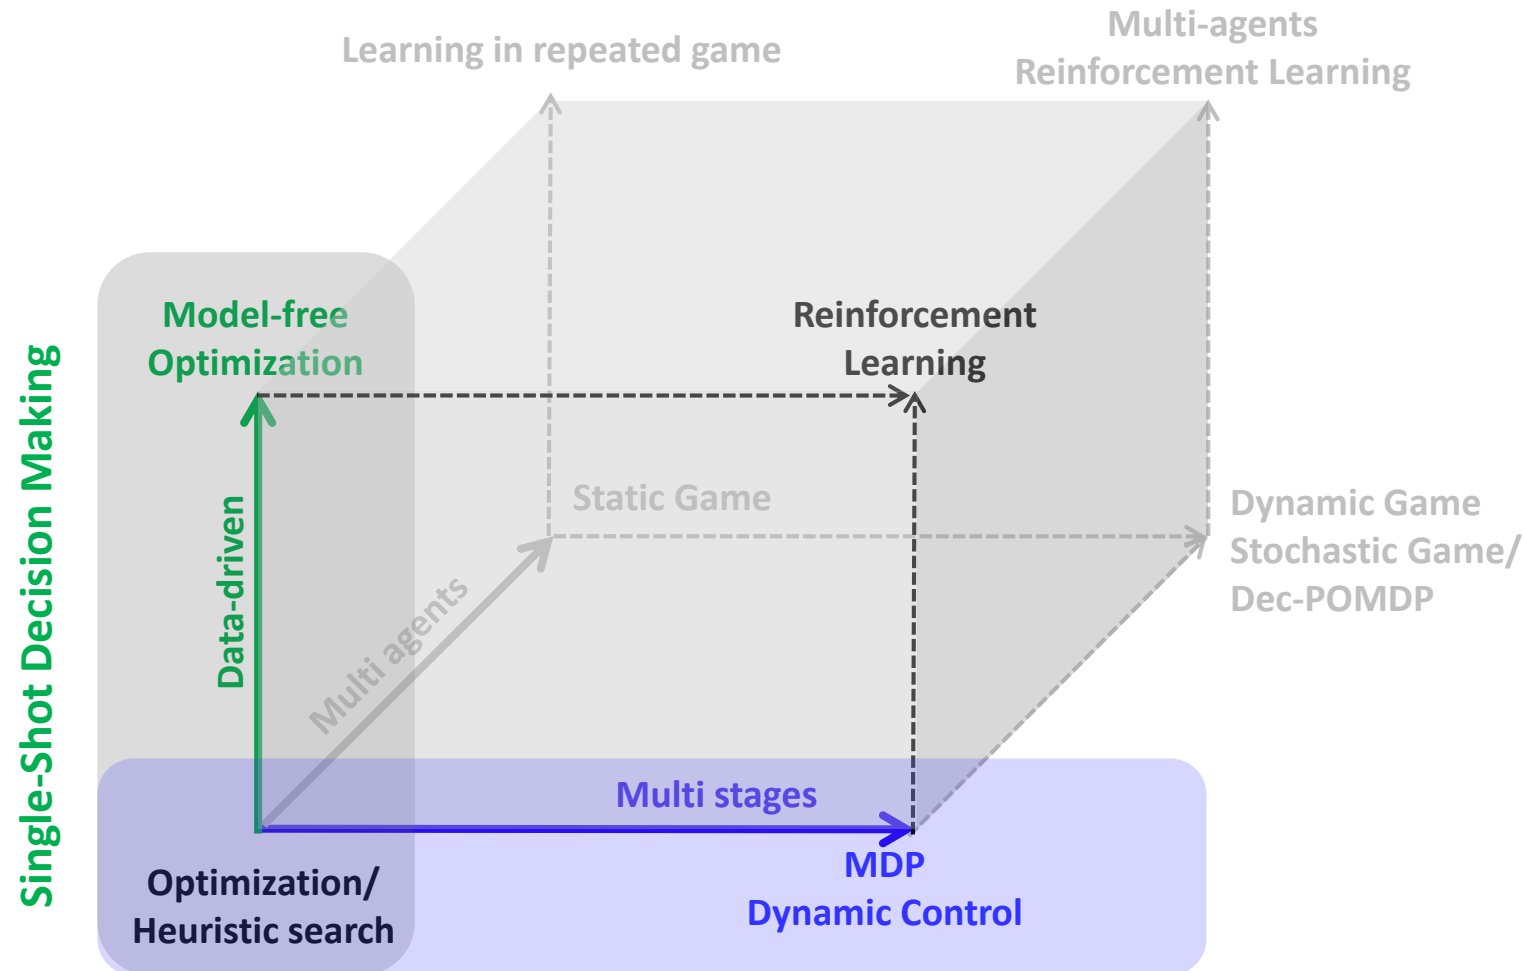 Learning in repeated game
Multi-agents
Reinforcement Learning
Model-free
Optimization
Reinforcement
Learning
Single-Shot Decision Making
Data-driven
Multi agents
Static Game
Dynamic Game
Stochastic Game/
Dec-POMDP
Multi stages
Optimization/
Heuristic search
MDP
Dynamic Control